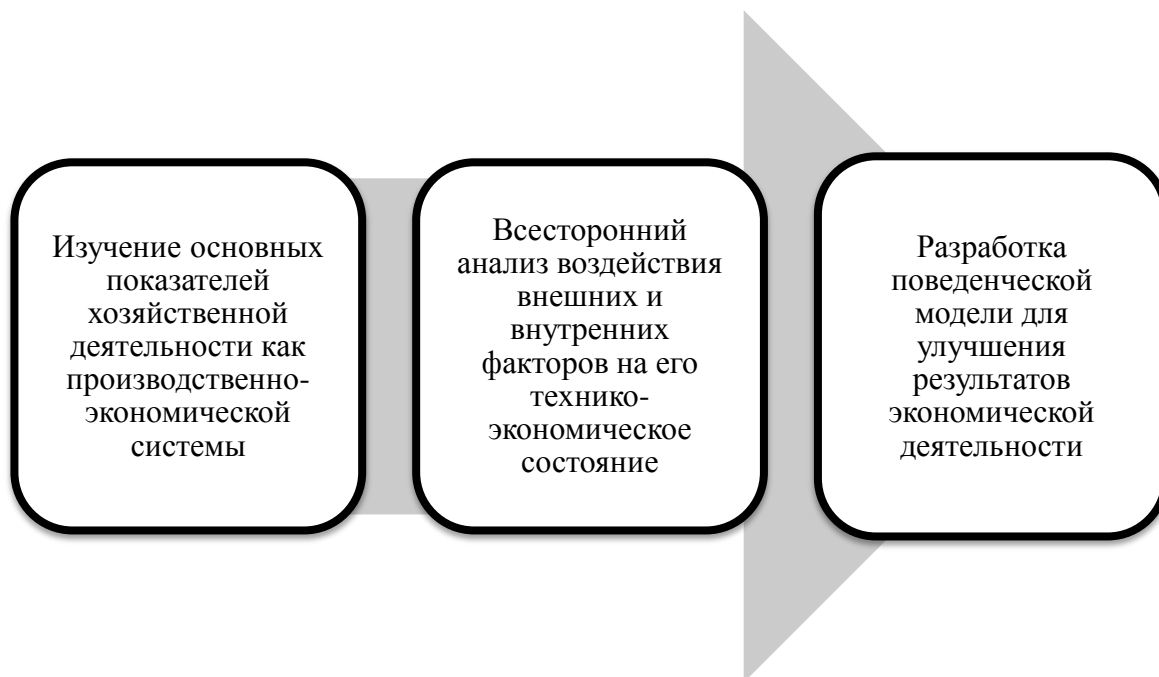 Изучение основных
показателей
хозяйственной
деятельности как
производственно-
экономической
системы
Всесторонний
анализ воздействия
внешних и
внутренних
факторов на его
технико-
экономическое
состояние
Разработка
поведенческой
модели для
улучшения
результатов
экономической
деятельности